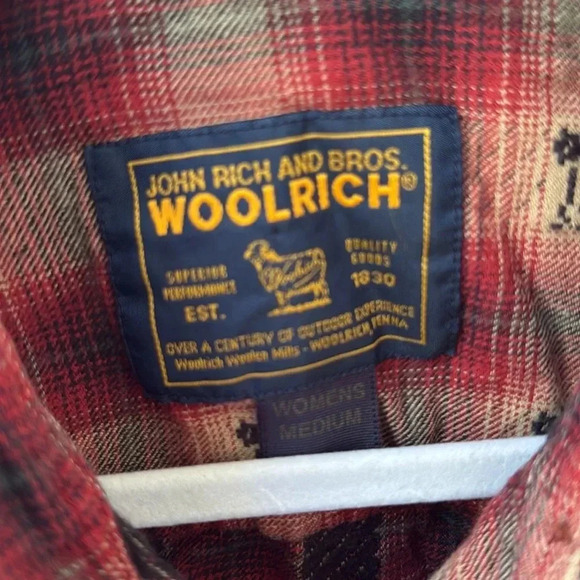 JOHN RICH AND BROS.
WOOLRICH®
SUPERIOR
PERFORMANCE
EST.
Woolrich
QUALITY
GOODS
1830
OVER A CENTURY OF OUTDOOR EXPERIENCE
Woolrich Woolen Mills - WOOLRICH, PENNA
WOMENS
MEDIUM